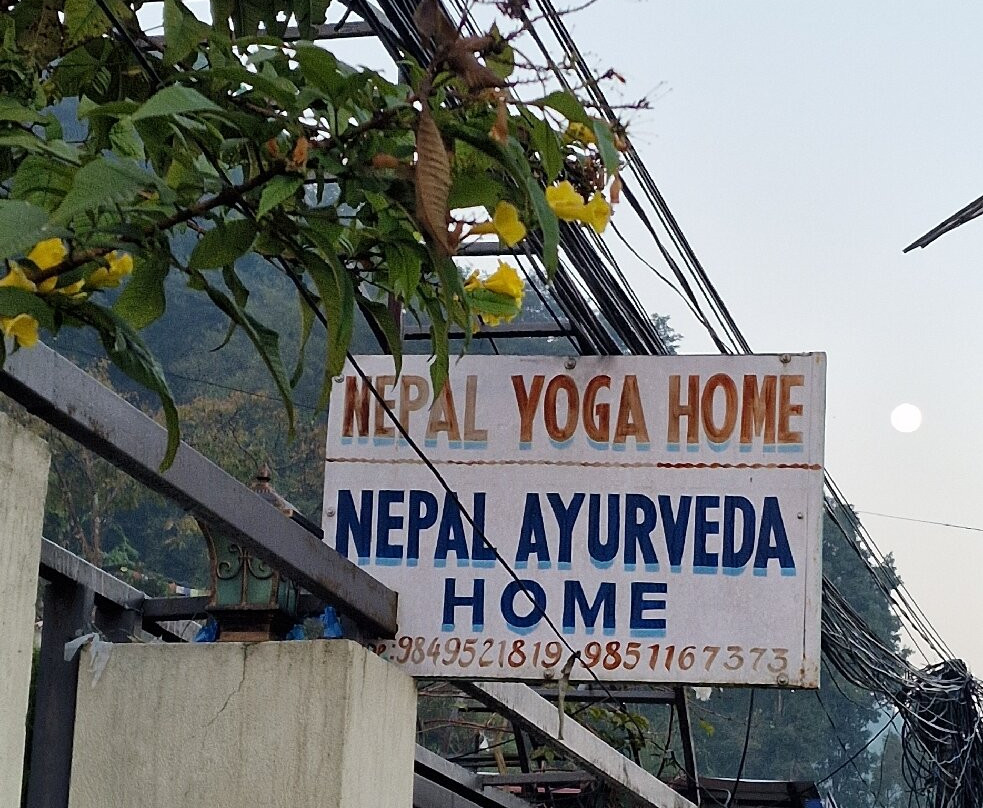 NEPAL YOGA HOME
NEPAL AYURVEDA
HOME
9849521819, 9851167373